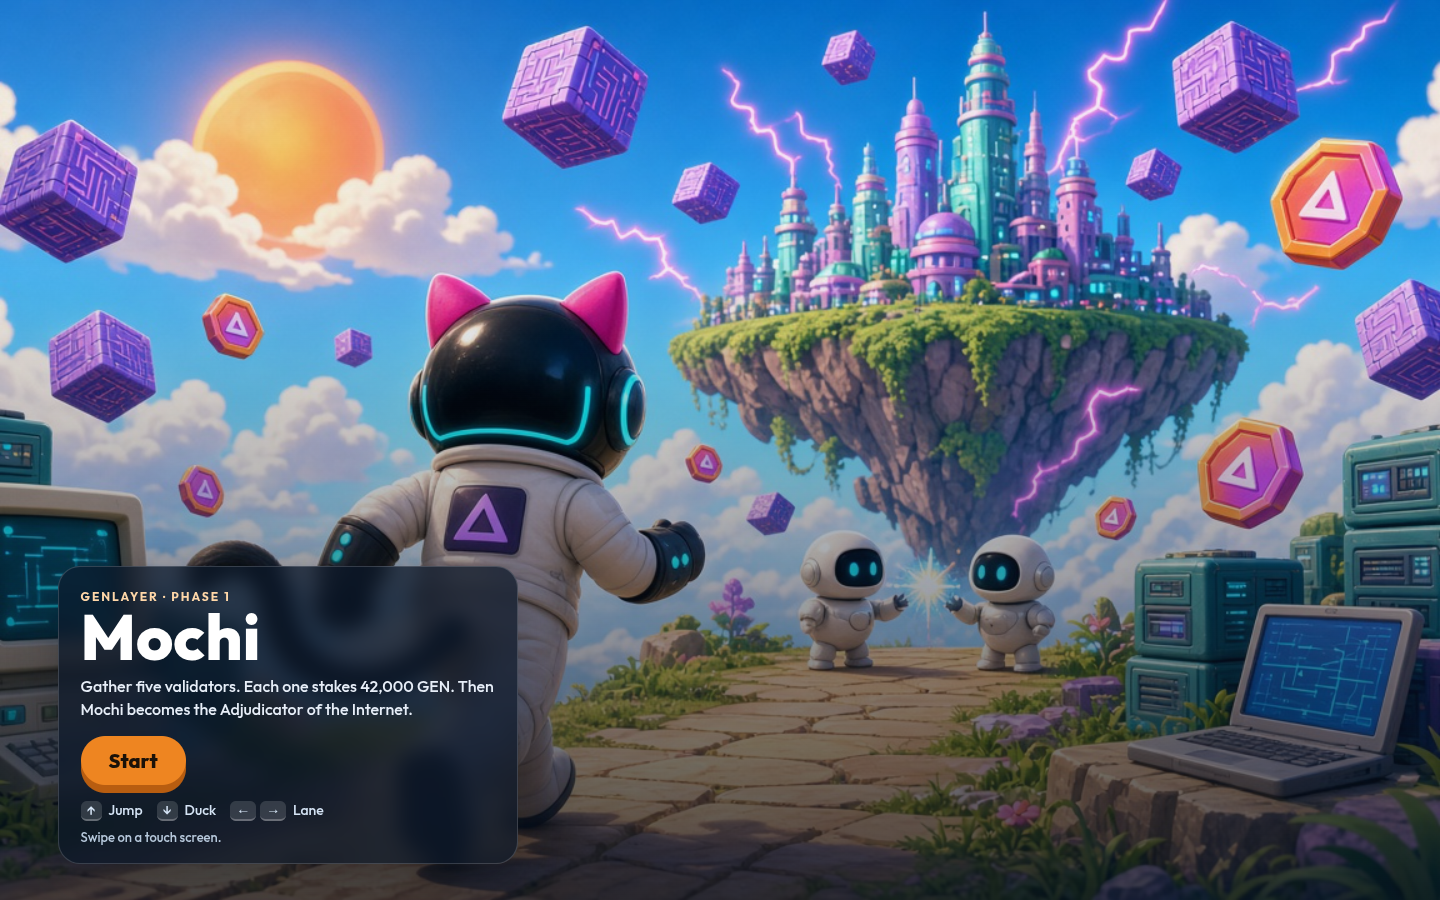 GENLAYER · PHASE 1
Mochi
Gather five validators. Each one stakes 42,000 GEN. Then
Mochi becomes the Adjudicator of the Internet.
Start
↑ Jump ↓ Duck ← → Lane
Swipe on a touch screen.